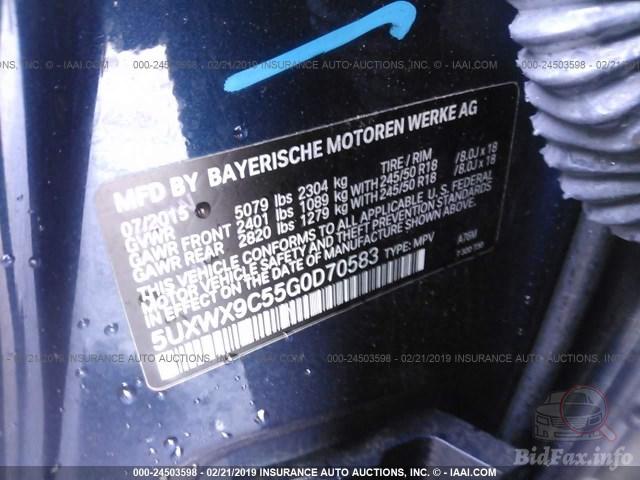 000-24503598 - 02/21/2019 INSURANCE AUTO AUCTIONS, INC. - © - IAAI.COM
MFD BY BAYERISCHE MOTOREN WERKE AG
07/2015 TIRE / RIM
GVWR 5079 lbs 2304 kg
GAWR FRONT 2401 lbs 1089 kg WITH 245/50 R18 /8.0J x 18
GAWR REAR 2820 lbs 1279 kg WITH 245/50 R18 /8.0J x 18
THIS VEHICLE CONFORMS TO ALL APPLICABLE U.S. FEDERAL
MOTOR VEHICLE SAFETY AND THEFT PREVENTION STANDARDS
IN EFFECT ON THE DATE OF MANUFACTURE SHOWN ABOVE.
5UXWX9C55G0D70583 TYPE: MPV
000-24503598 - 02/21/2019 INSURANCE AUTO AUCTIONS, INC. - © - IAAI.COM
BidFax.info
000-24503598 - 02/21/2019 INSURANCE AUTO AUCTIONS, INC. - © - IAAI.COM